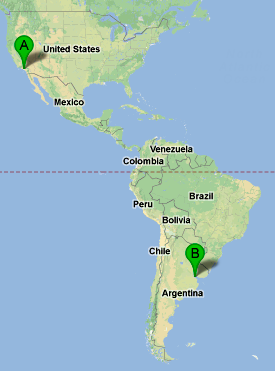 A
United States
Mexico
Venezuela
Colombia
Peru
Brazil
Bolivia
Chile
B
Argentina